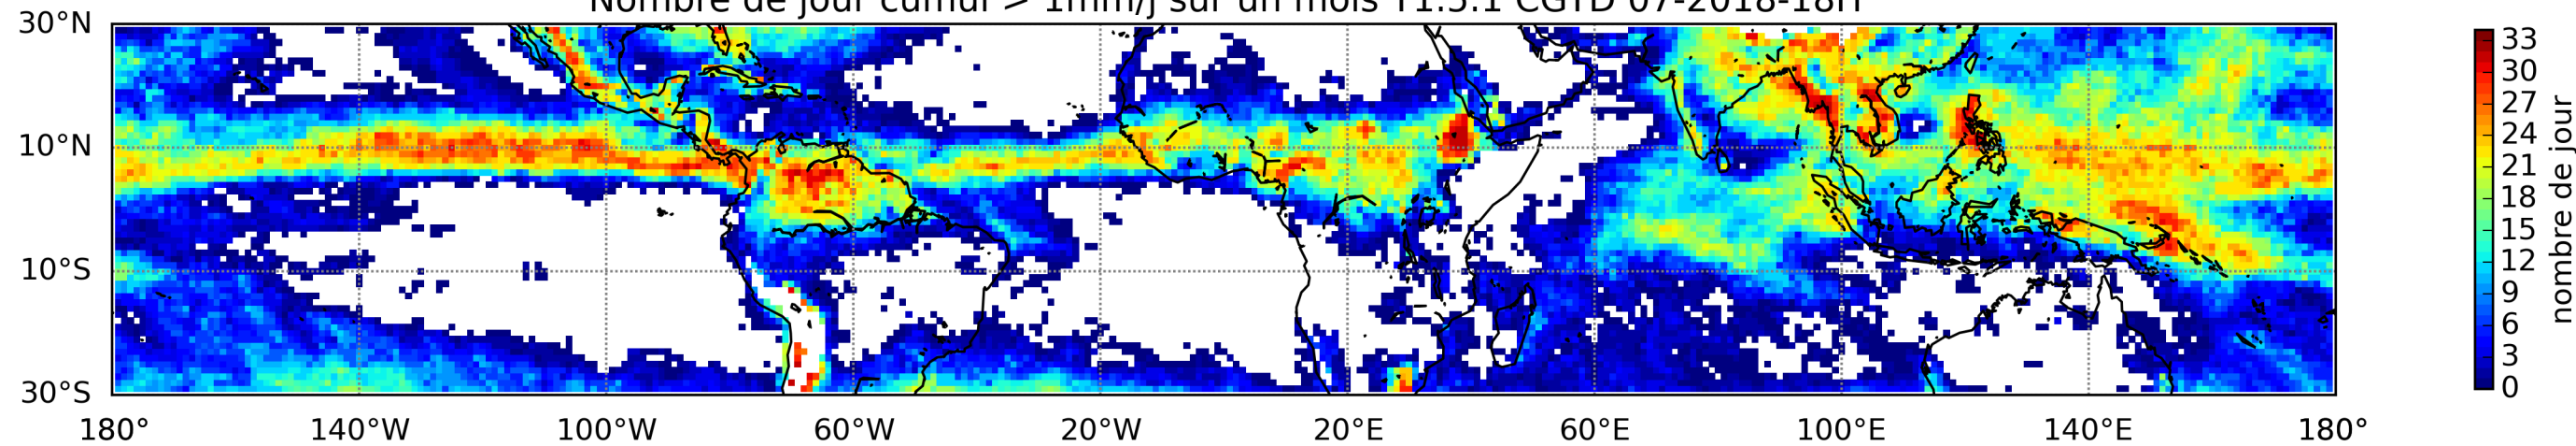 Nombre de jour cumul > 1mm/j sur un mois T1.5.1 CGTD 07-2018-18H
30°N
10°N
10°S
30°S
180° 140°W 100°W 60°W 20°W 20°E 60°E 100°E 140°E 180°
33
30
27
24
21
18
15
12
9
6
3
0
nombre de jour